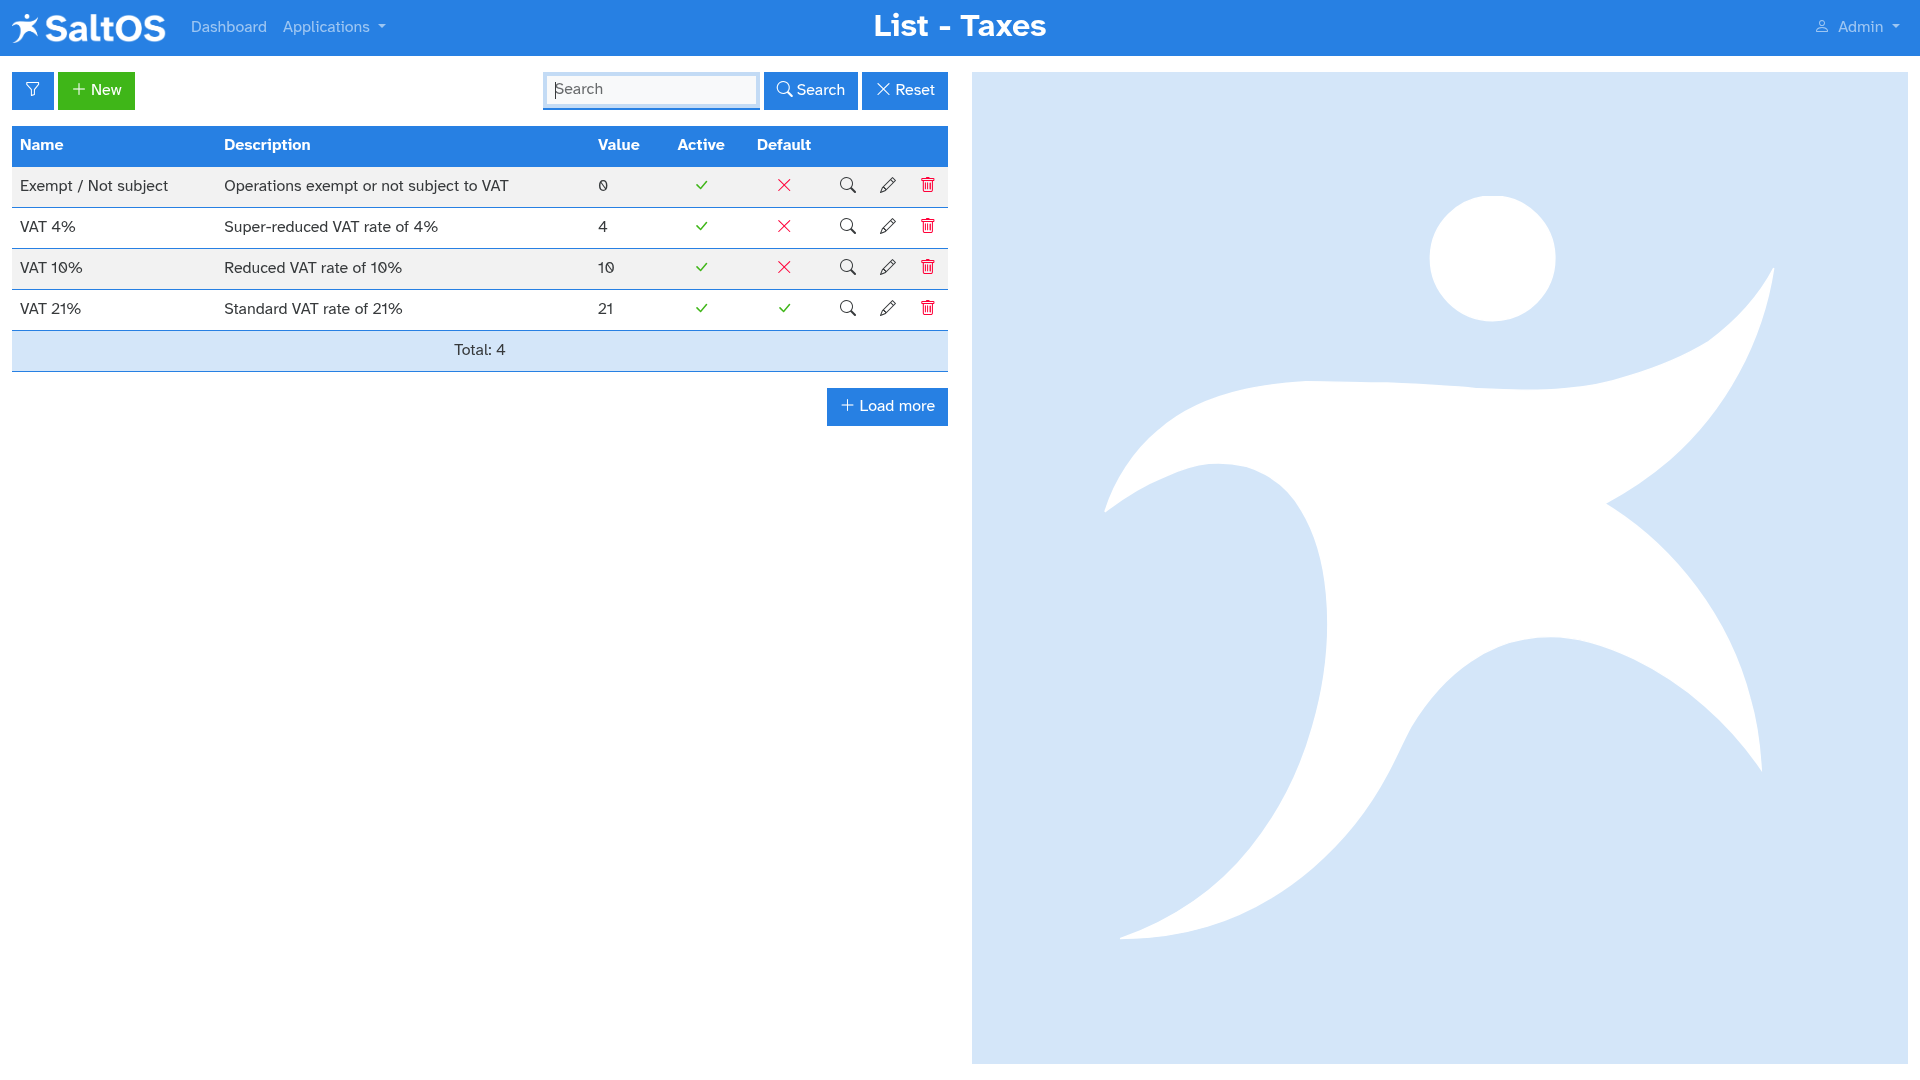 SaltOS Dashboard Applications List - Taxes Admin
New Search Search Reset
Name Description Value Active Default
Exempt / Not subject Operations exempt or not subject to VAT 0
VAT 4% Super-reduced VAT rate of 4% 4
VAT 10% Reduced VAT rate of 10% 10
VAT 21% Standard VAT rate of 21% 21
Total: 4
Load more